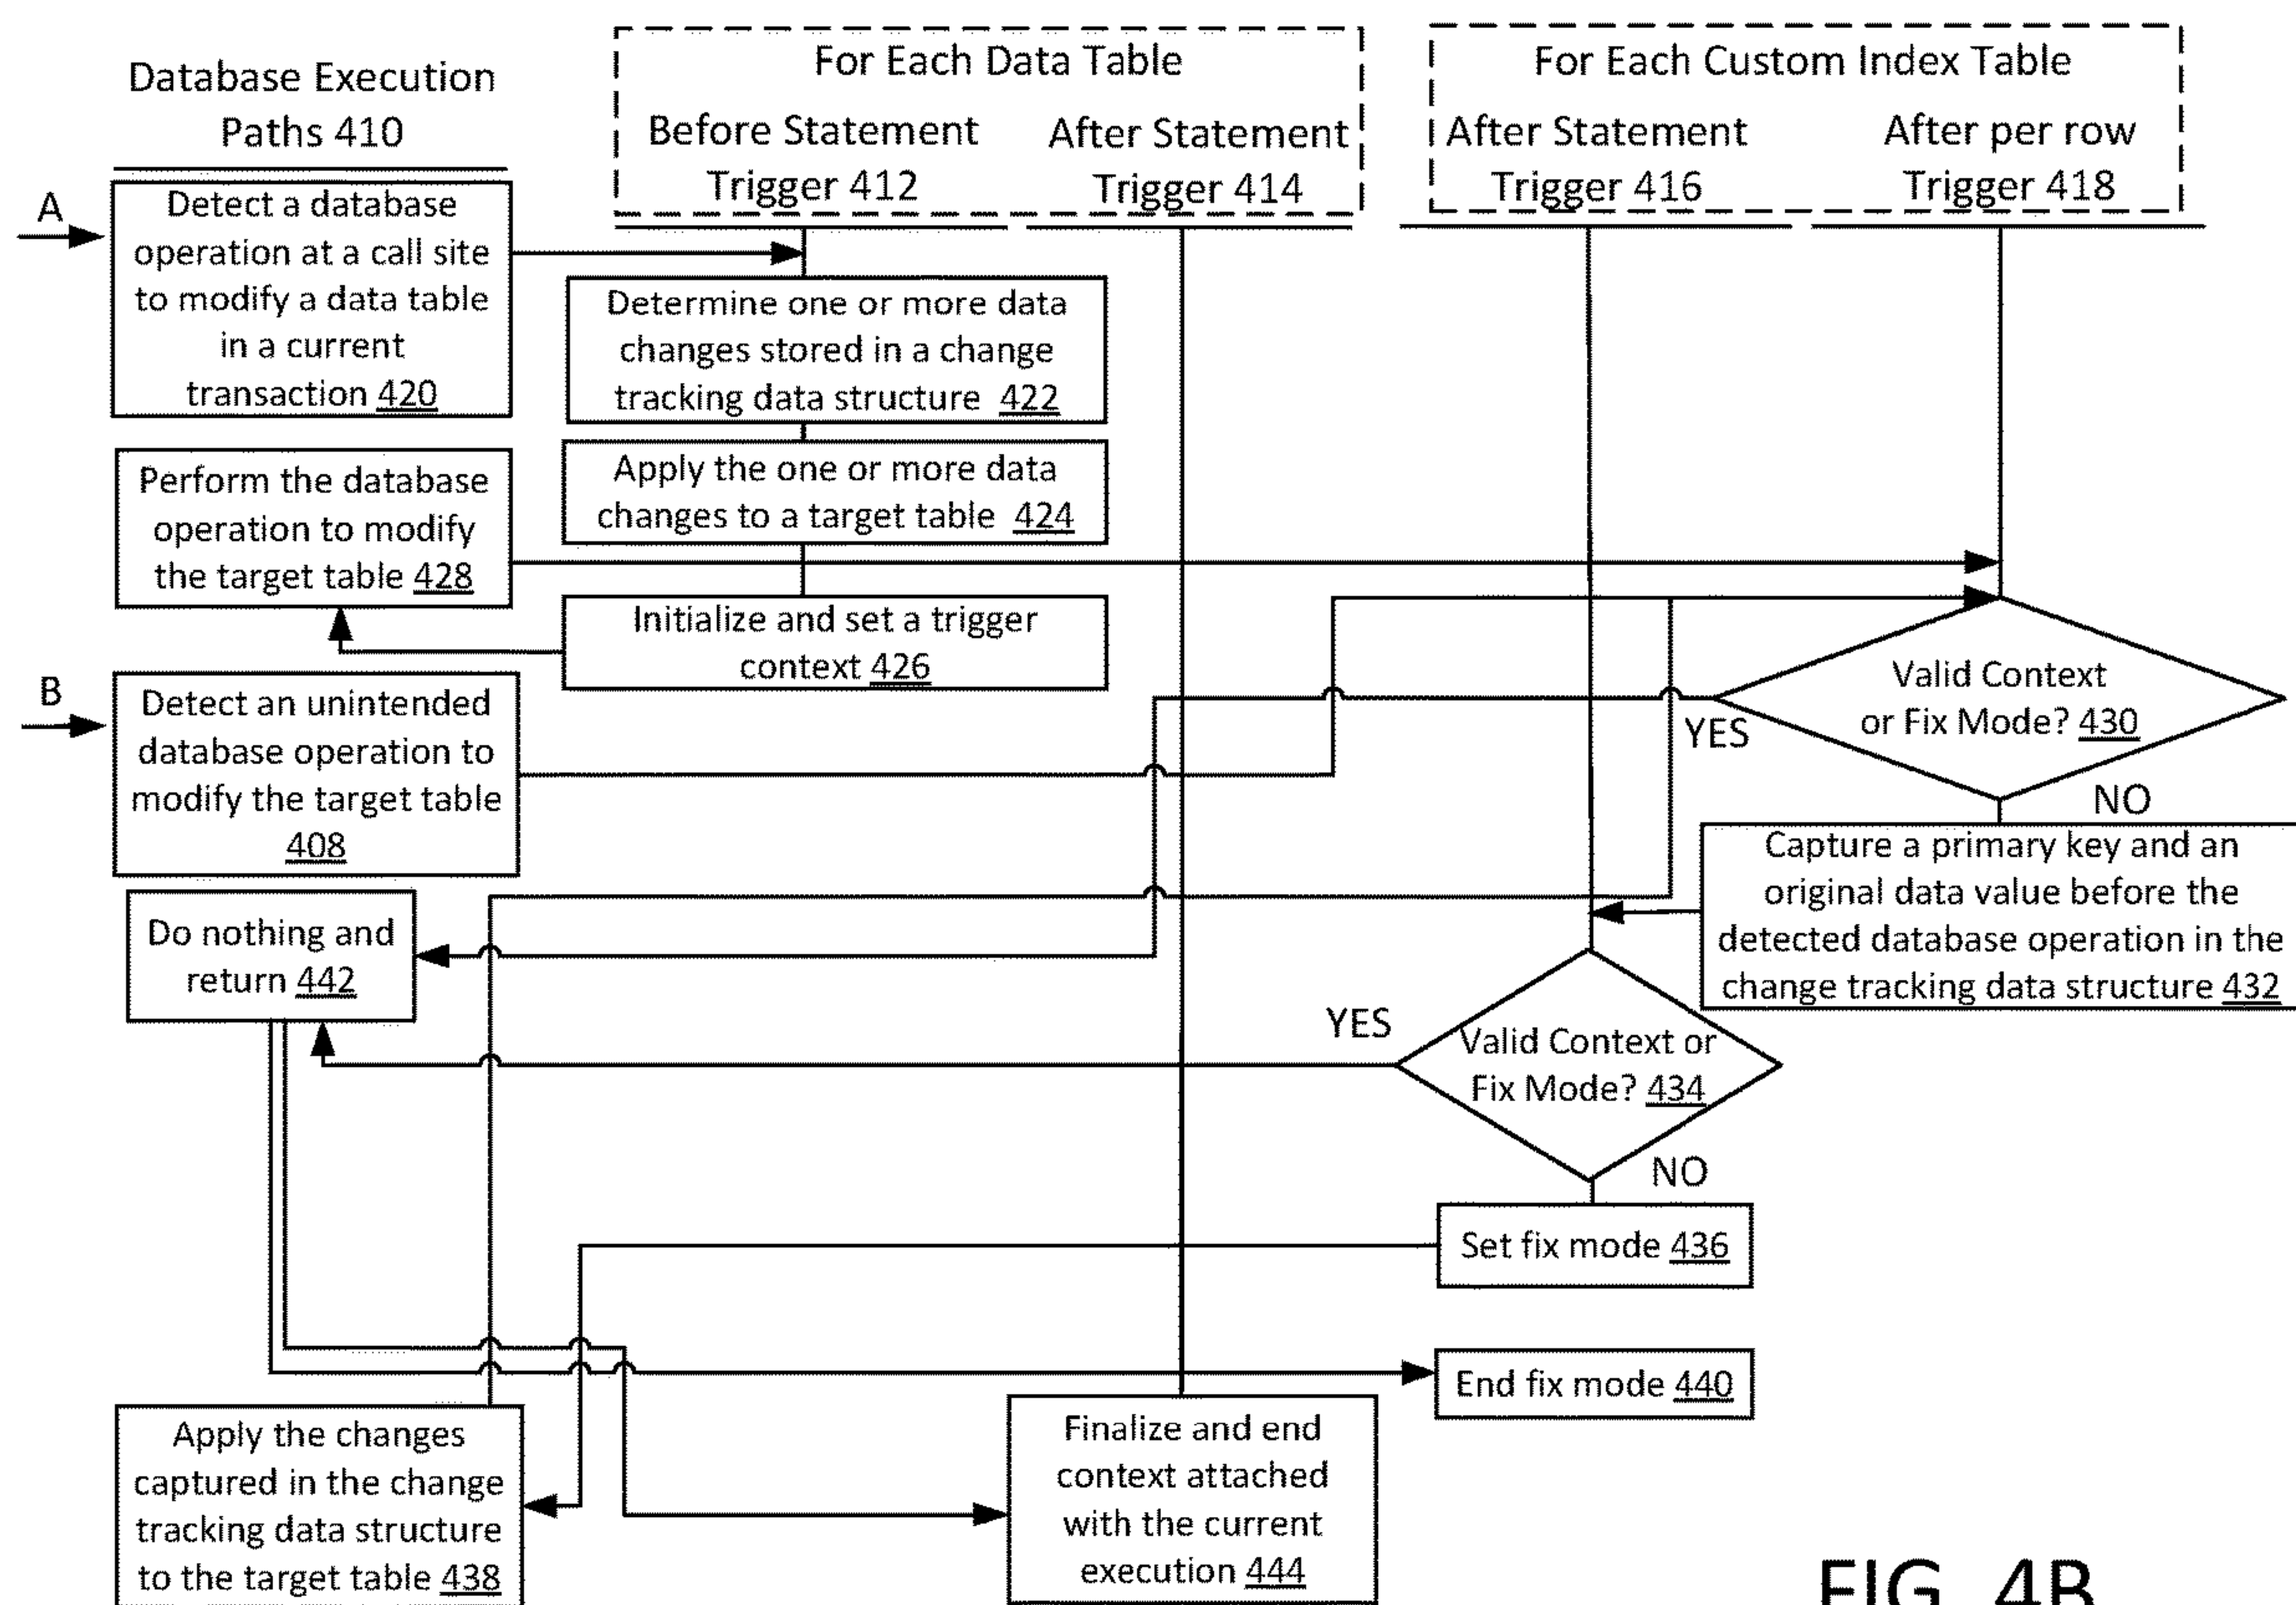 Database Execution
Paths 410
For Each Data Table
Before Statement
Trigger 412
After Statement
Trigger 414
For Each Custom Index Table
After Statement
Trigger 416
After per row
Trigger 418
A
Detect a database
operation at a call site
to modify a data table
in a current
transaction 420
Determine one or more data
changes stored in a change
tracking data structure 422
Apply the one or more data
changes to a target table 424
Perform the database
operation to modify
the target table 428
Initialize and set a trigger
context 426
B
Detect an unintended
database operation to
modify the target table
408
Valid Context
or Fix Mode? 430
YES
NO
Capture a primary key and an
original data value before the
detected database operation in the
change tracking data structure 432
Do nothing and
return 442
YES
Valid Context or
Fix Mode? 434
NO
Set fix mode 436
End fix mode 440
Apply the changes
captured in the change
tracking data structure
to the target table 438
Finalize and end
context attached
with the current
execution 444
FIG. 4B